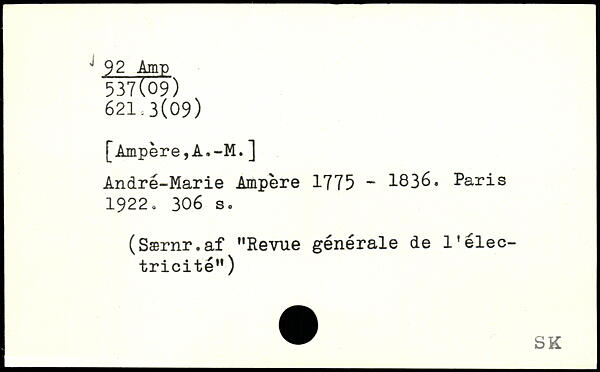 92 Amp
537(09)
621.3(09)
[Ampère,A.-M.]
André-Marie Ampère 1775 - 1836. Paris
1922. 306 s.
(Særnr.af "Revue générale de l'élec-
tricité")
SK